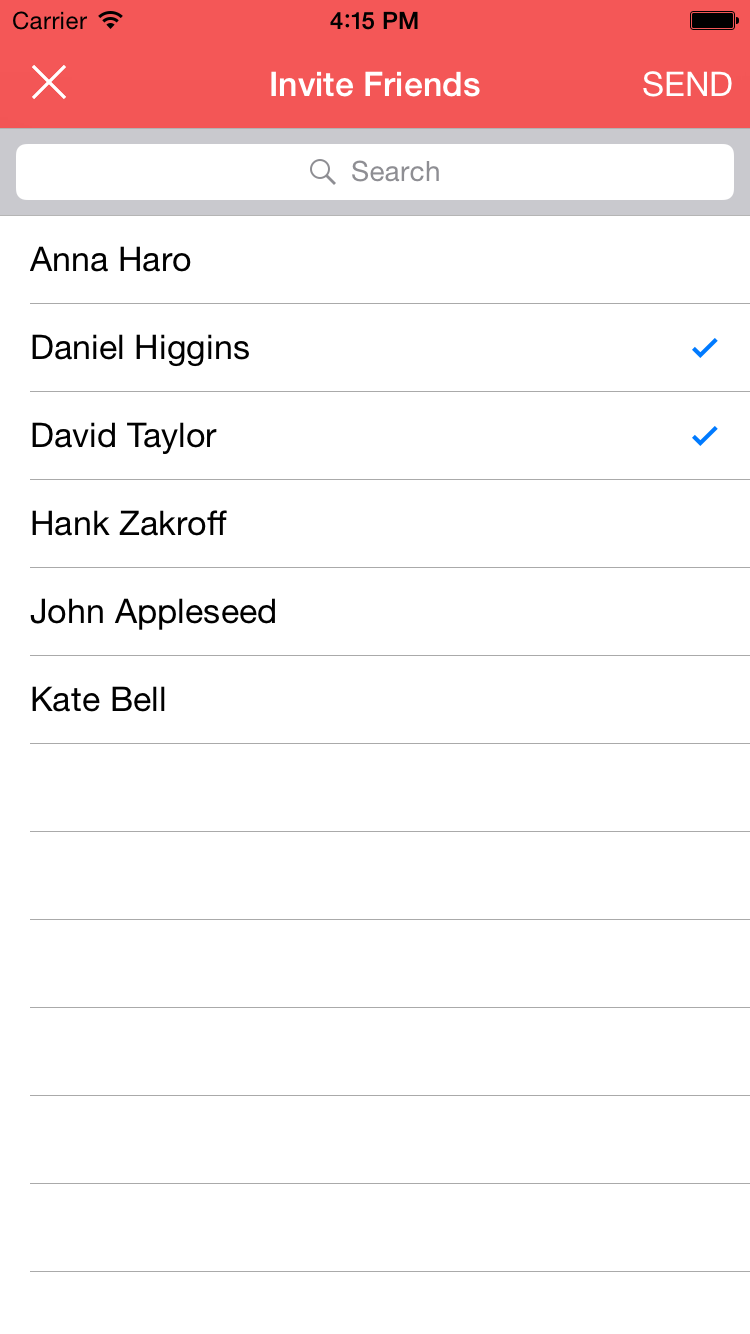 Carrier 4:15 PM
Invite Friends SEND
Search
Anna Haro
Daniel Higgins
David Taylor
Hank Zakroff
John Appleseed
Kate Bell